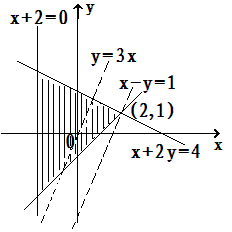 x+2=0
y
y=3x
x-y=1
(2,1)
0
x
x+2y=4